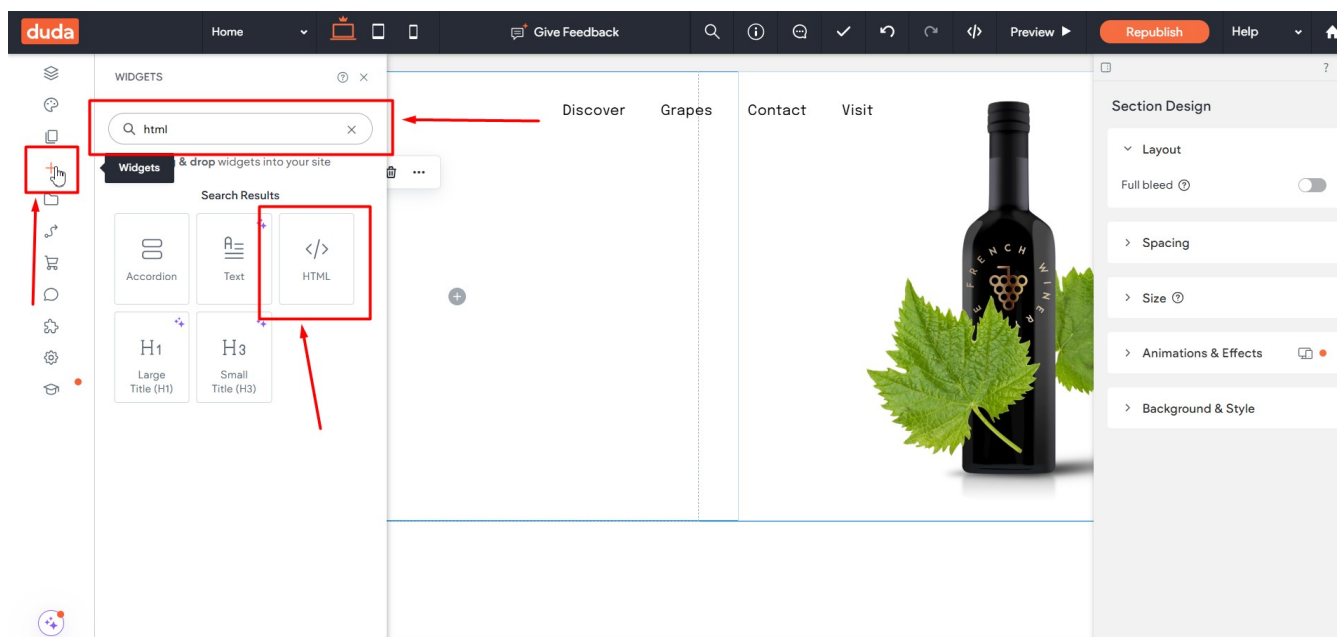 duda
Home
Give Feedback
Preview
Republish
Help
WIDGETS
html
Widgets
& drop widgets into your site
Search Results
Accordion
Text
HTML
H1
Large
Title (H1)
H3
Small
Title (H3)
Discover Grapes Contact Visit
FRENCH WINE
Section Design
Layout
Full bleed
Spacing
Size
Animations & Effects
Background & Style